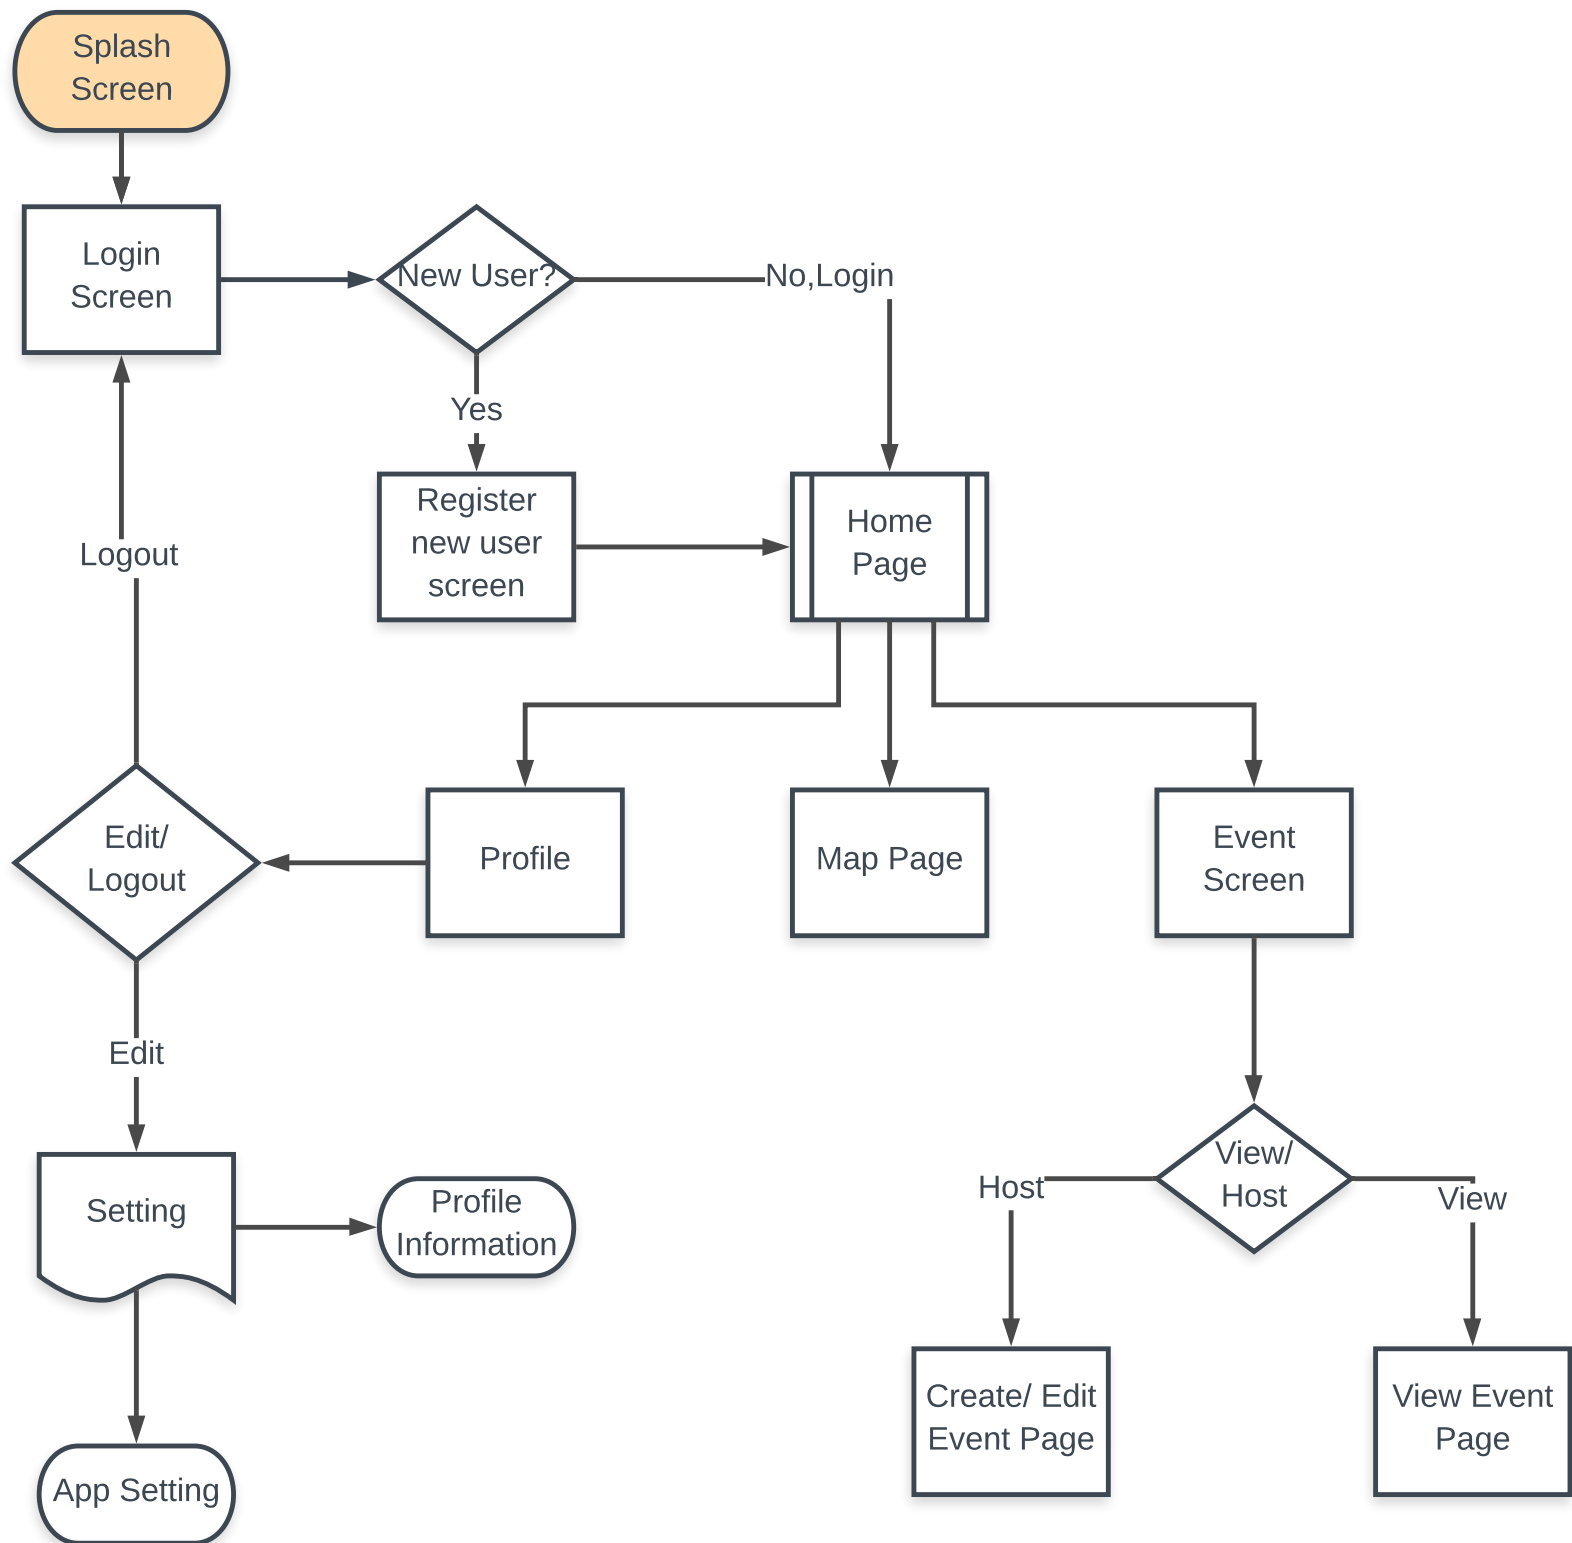 Splash
Screen
Login
Screen
New User?
No,Login
Yes
Register
new user
screen
Home
Page
Logout
Edit/
Logout
Profile
Map Page
Event
Screen
Edit
Setting
Profile
Information
View/
Host
Host
View
Create/ Edit
Event Page
View Event
Page
App Setting